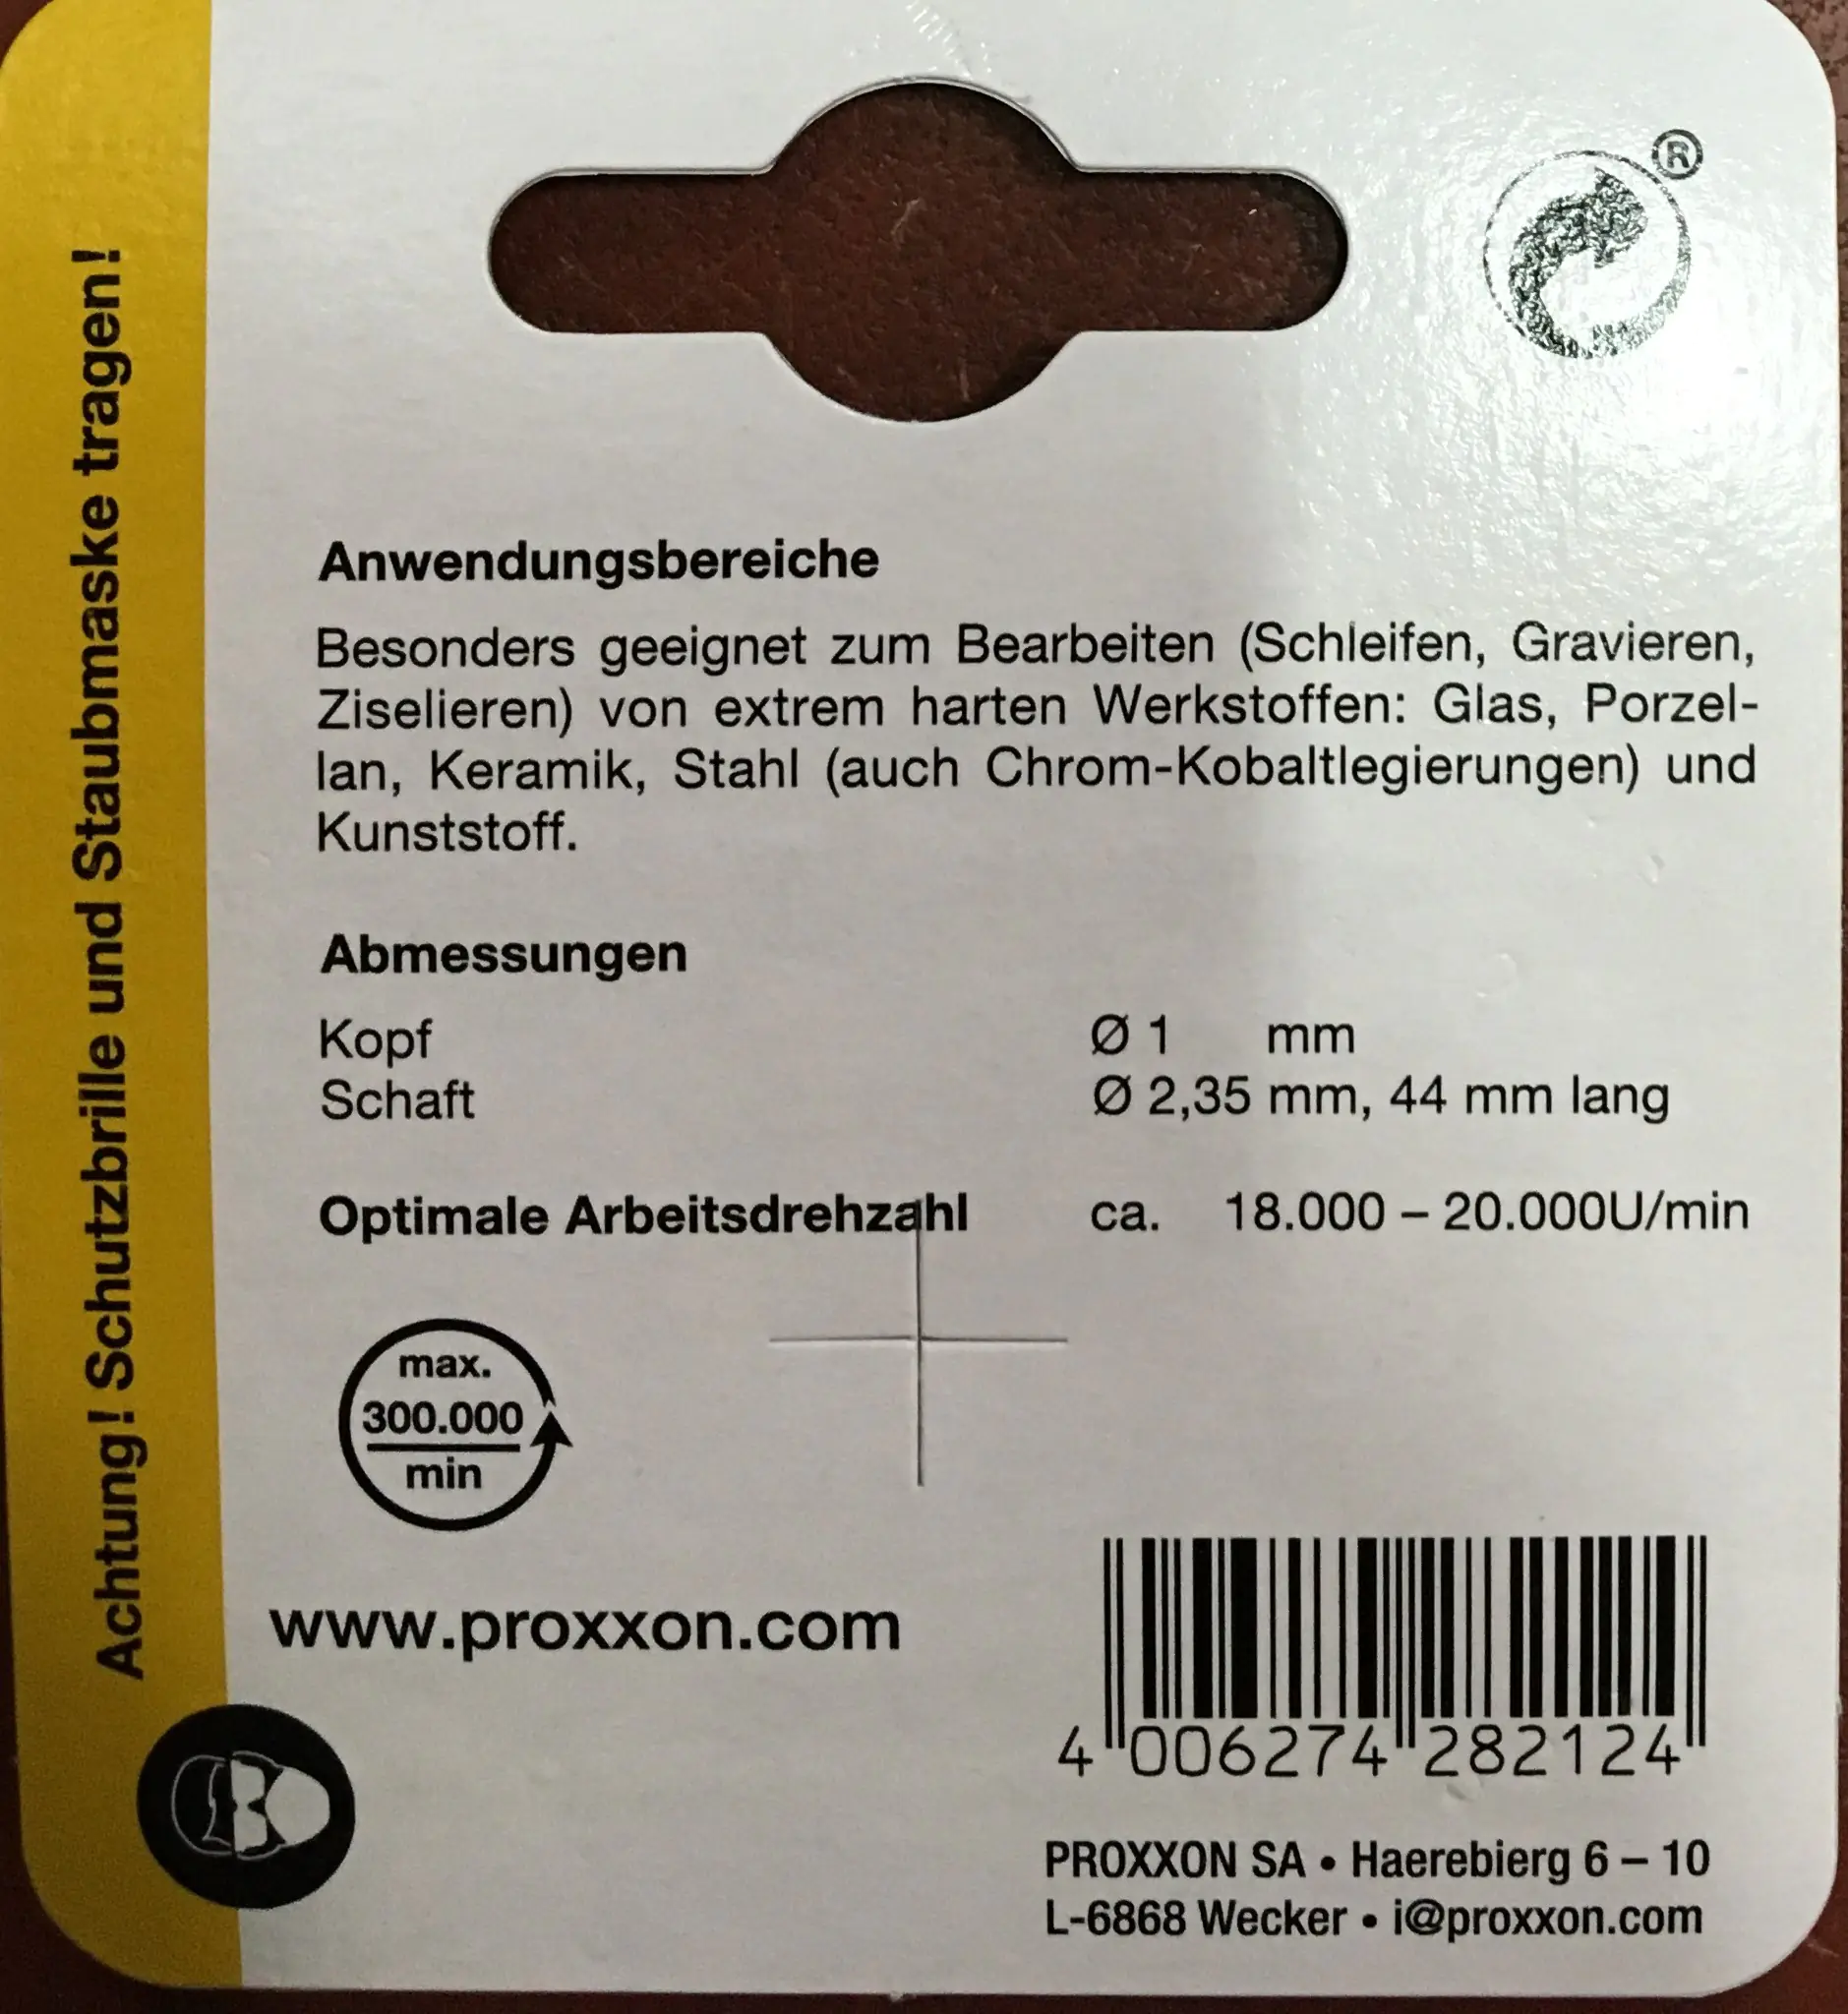 ®
Achtung! Schutzbrille und Staubmaske tragen!
Anwendungsbereiche
Besonders geeignet zum Bearbeiten (Schleifen, Gravieren,
Ziselieren) von extrem harten Werkstoffen: Glas, Porzel-
lan, Keramik, Stahl (auch Chrom-Kobaltlegierungen) und
Kunststoff.
Abmessungen
Kopf Ø 1 mm
Schaft Ø 2,35 mm, 44 mm lang
Optimale Arbeitsdrehzahl ca. 18.000 – 20.000U/min
max.
300.000
min
www.proxxon.com
4 006274 282124
PROXXON SA • Haerebierg 6 – 10
L-6868 Wecker • i@proxxon.com